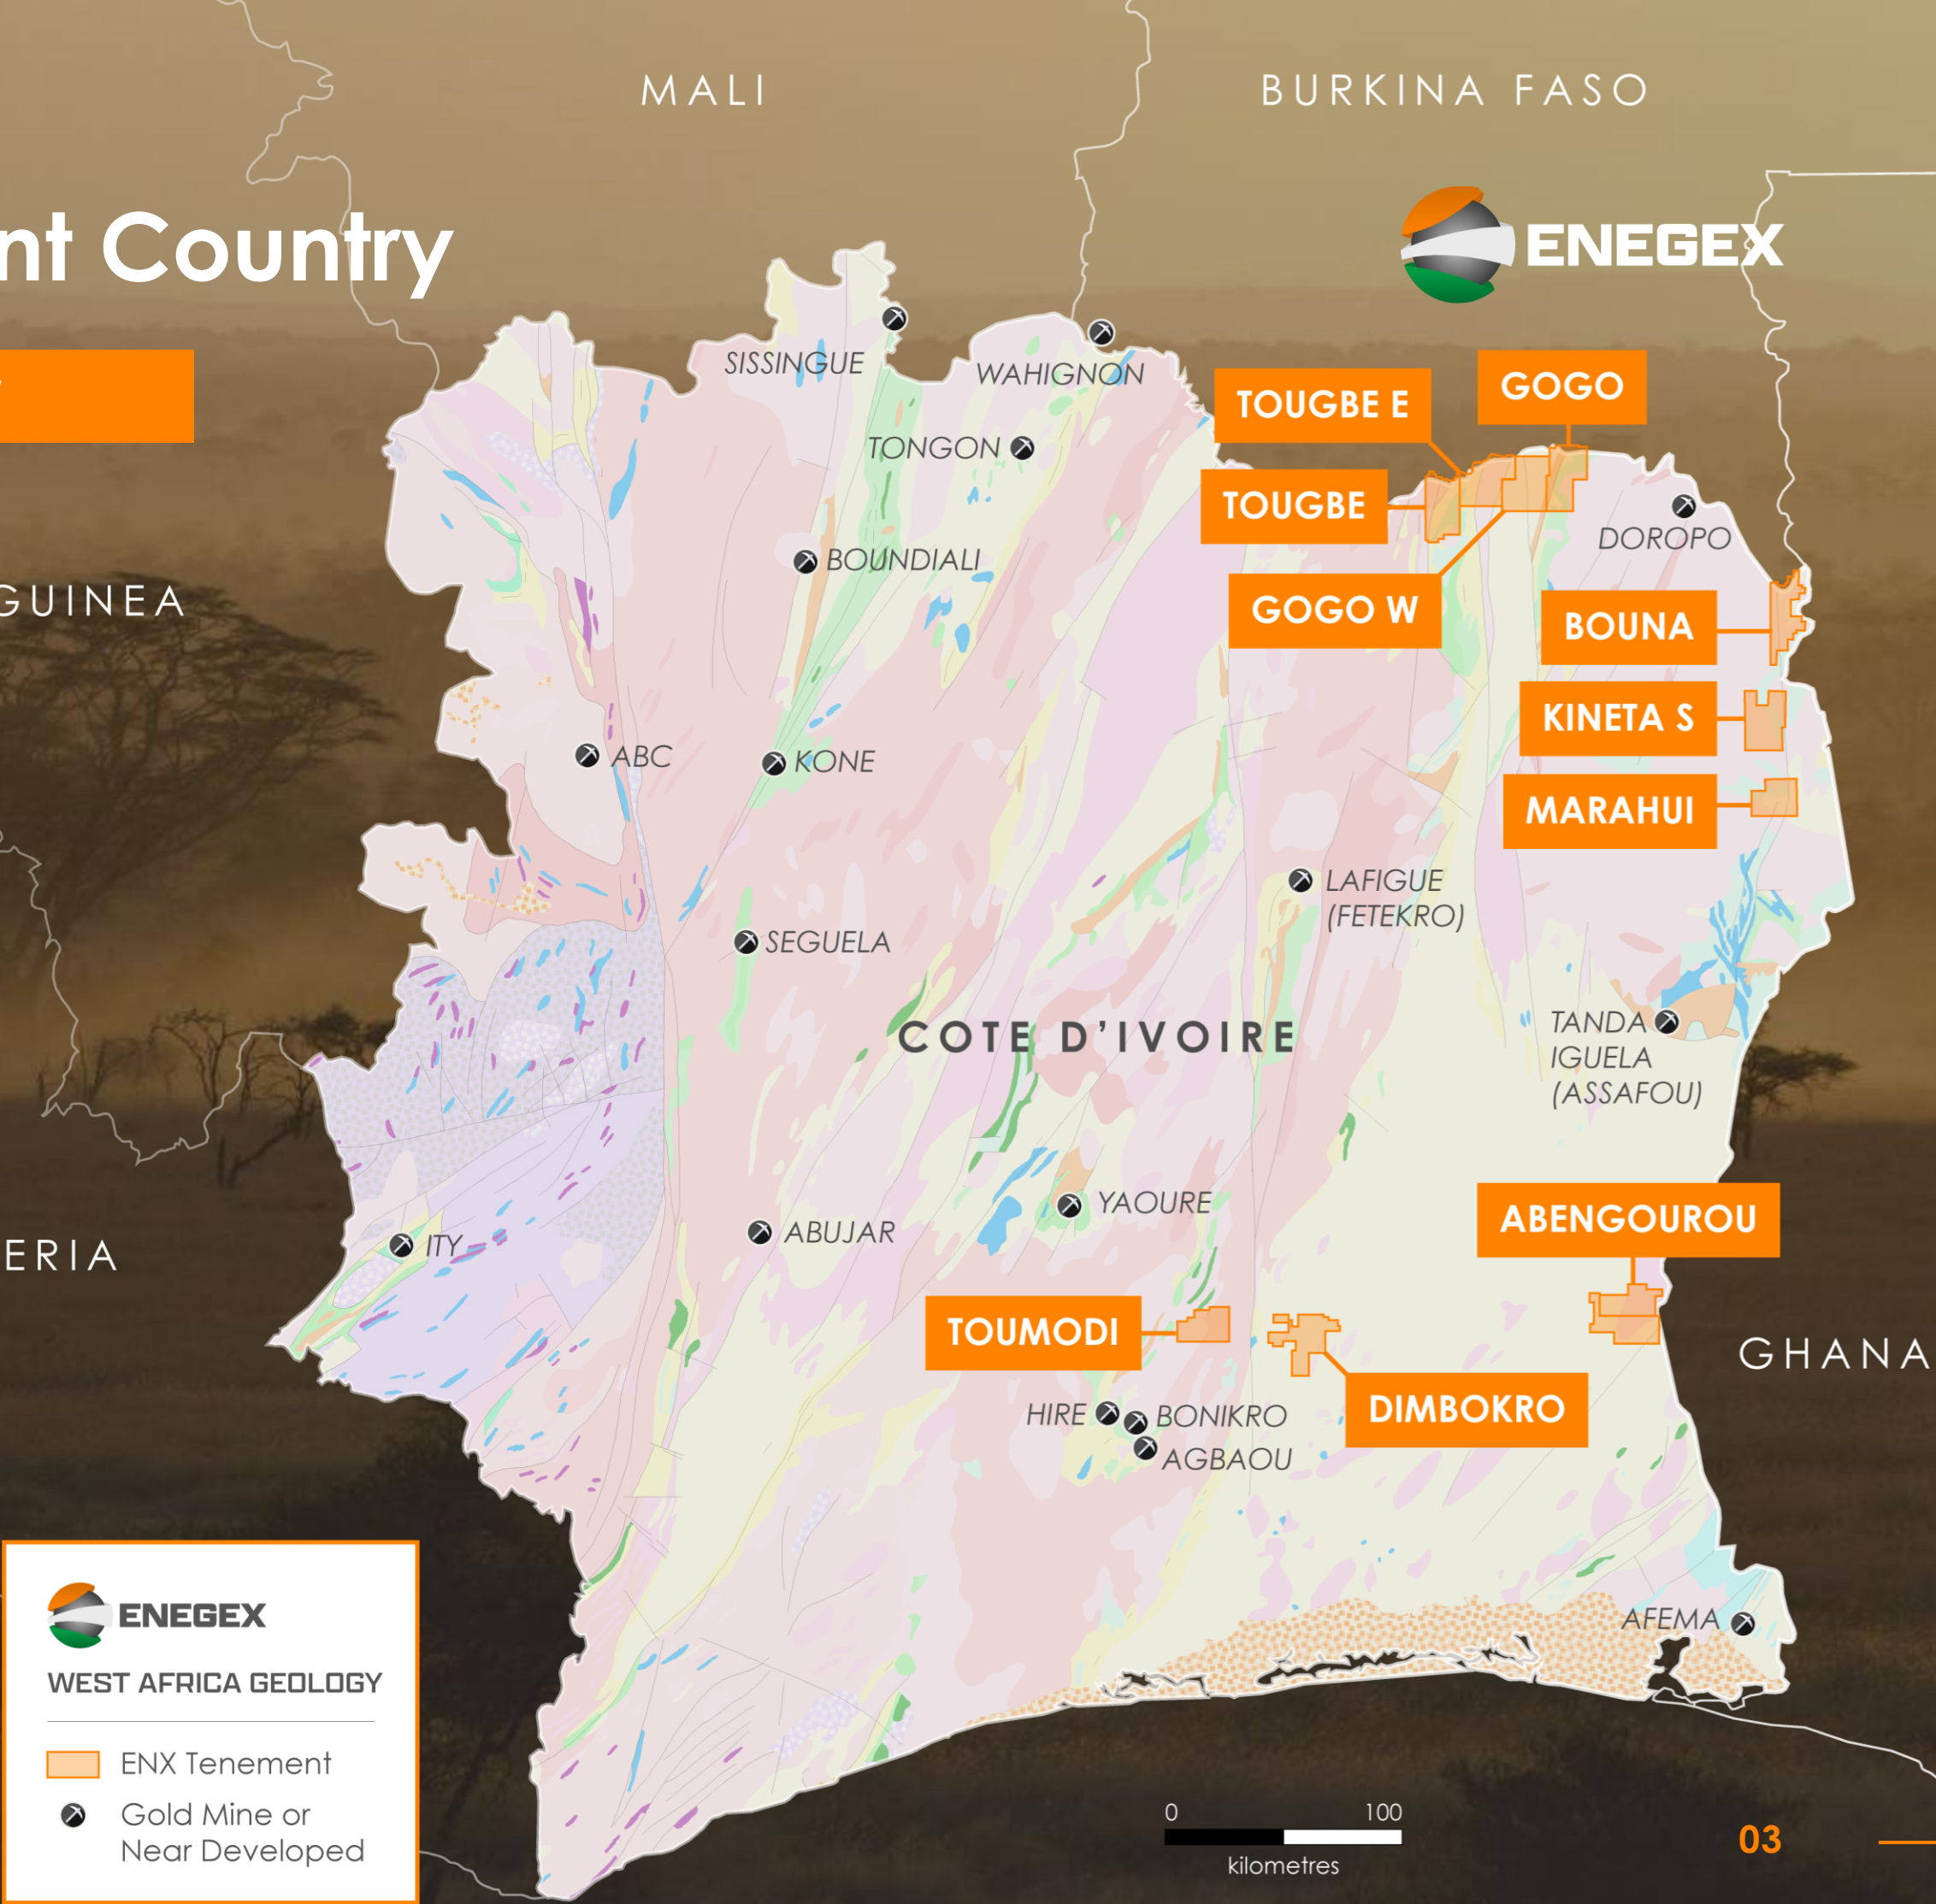 MALI
BURKINA FASO
nt Country
ENEGEX
SISSINGUE
WAHIGNON
TOUGBE E
GOGO
TONGON
TOUGBE
DOROPO
BOUNDIALI
GUINEA
GOGO W
BOUNA
KINETA S
ABC
KONE
MARAHUI
LAFIGUE
(FETEKRO)
SEGUELA
COTE D'IVOIRE
TANDA
IGUELA
(ASSAFOU)
YAOURE
ABENGOUROU
ABUJAR
ITY
ERIA
TOUMODI
GHANA
DIMBOKRO
HIRE
BONIKRO
AGBAOU
AFEMA
ENEGEX
WEST AFRICA GEOLOGY
ENX Tenement
Gold Mine or
Near Developed
0 100
kilometres
03